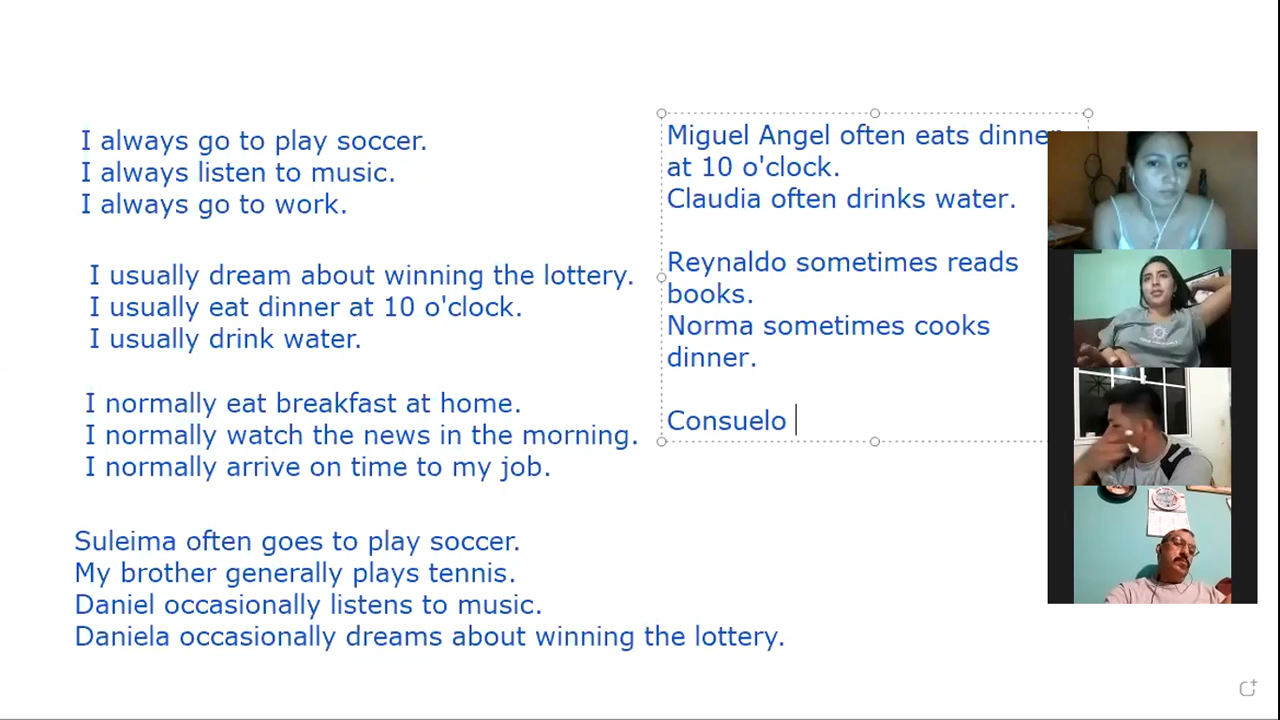 I always go to play soccer.
I always listen to music.
I always go to work.
I usually dream about winning the lottery.
I usually eat dinner at 10 o'clock.
I usually drink water.
I normally eat breakfast at home.
I normally watch the news in the morning.
I normally arrive on time to my job.
Suleima often goes to play soccer.
My brother generally plays tennis.
Daniel occasionally listens to music.
Daniela occasionally dreams about winning the lottery.
Miguel Angel often eats dinner
at 10 o'clock.
Claudia often drinks water.
Reynaldo sometimes reads
books.
Norma sometimes cooks
dinner.
Consuelo